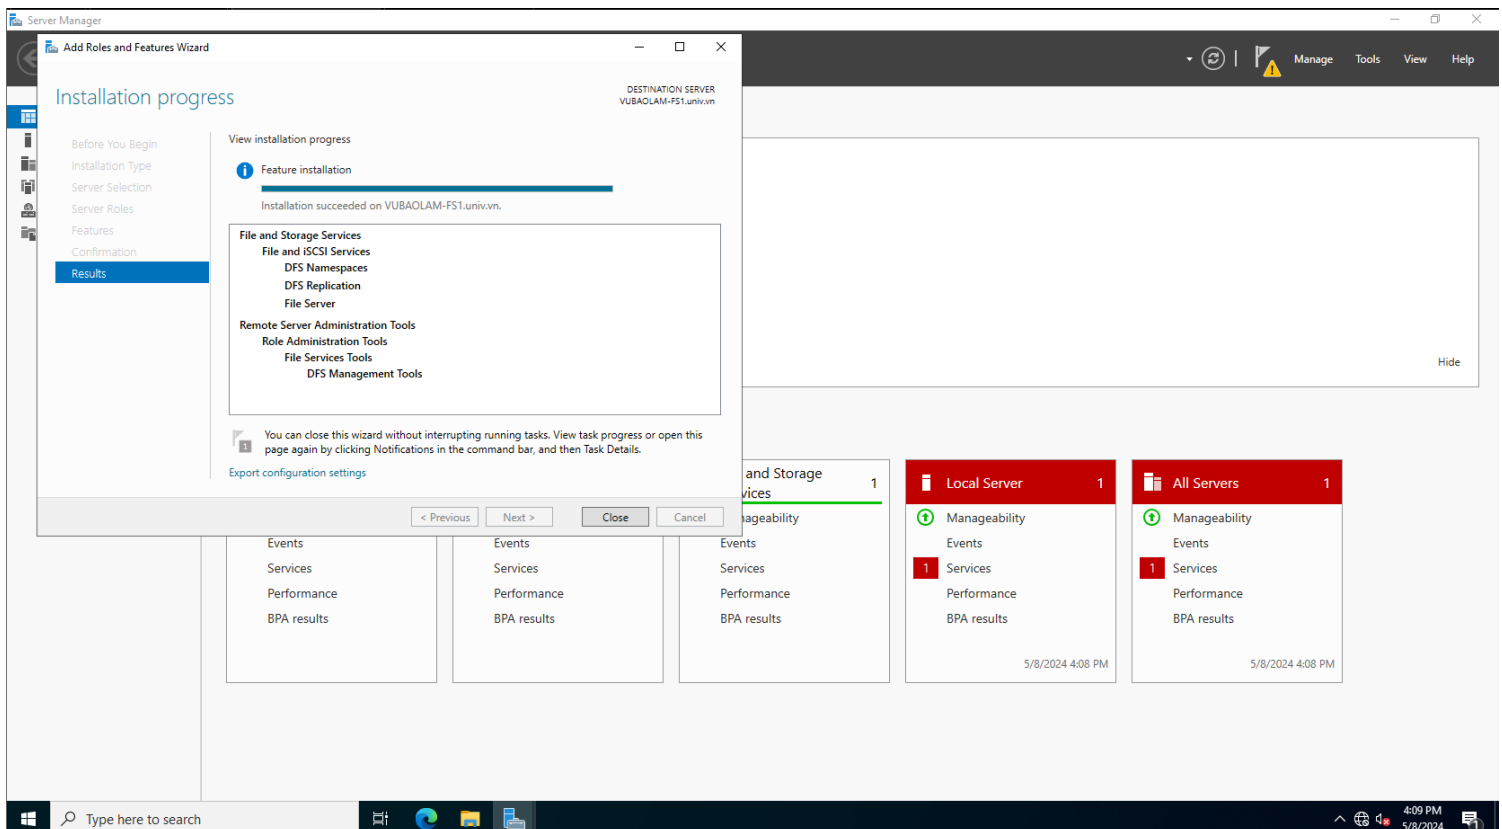 Server Manager
Add Roles and Features Wizard
Manage Tools View Help
Installation progress
DESTINATION SERVER
VUBAOLAM-FS1.univ.vn
Before You Begin
Installation Type
Server Selection
Server Roles
Features
Confirmation
Results
View installation progress
Feature installation
Installation succeeded on VUBAOLAM-FS1.univ.vn.
File and Storage Services
File and iSCSI Services
DFS Namespaces
DFS Replication
File Server
Remote Server Administration Tools
Role Administration Tools
File Services Tools
DFS Management Tools
1
You can close this wizard without interrupting running tasks. View task progress or open this
page again by clicking Notifications in the command bar, and then Task Details.
Export configuration settings
< Previous Next > Close Cancel
Hide
Events
Services
Performance
BPA results
Events
Services
Performance
BPA results
and Storage 1
vices
nageability
Events
Services
Performance
BPA results
Local Server 1
Manageability
Events
1 Services
Performance
BPA results
5/8/2024 4:08 PM
All Servers 1
Manageability
Events
1 Services
Performance
BPA results
5/8/2024 4:08 PM
Type here to search
4:09 PM
5/8/2024
1